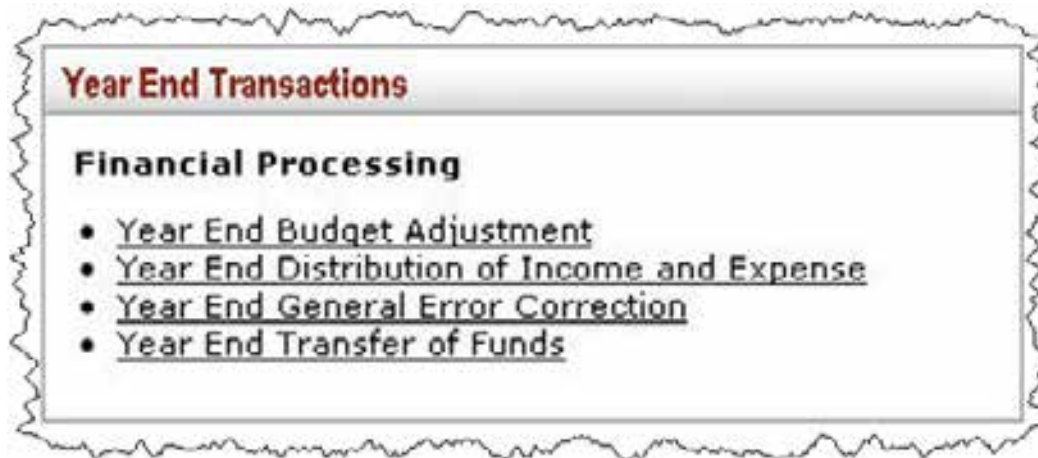 Year End Transactions
Financial Processing
• Year End Budget Adjustment
• Year End Distribution of Income and Expense
• Year End General Error Correction
• Year End Transfer of Funds